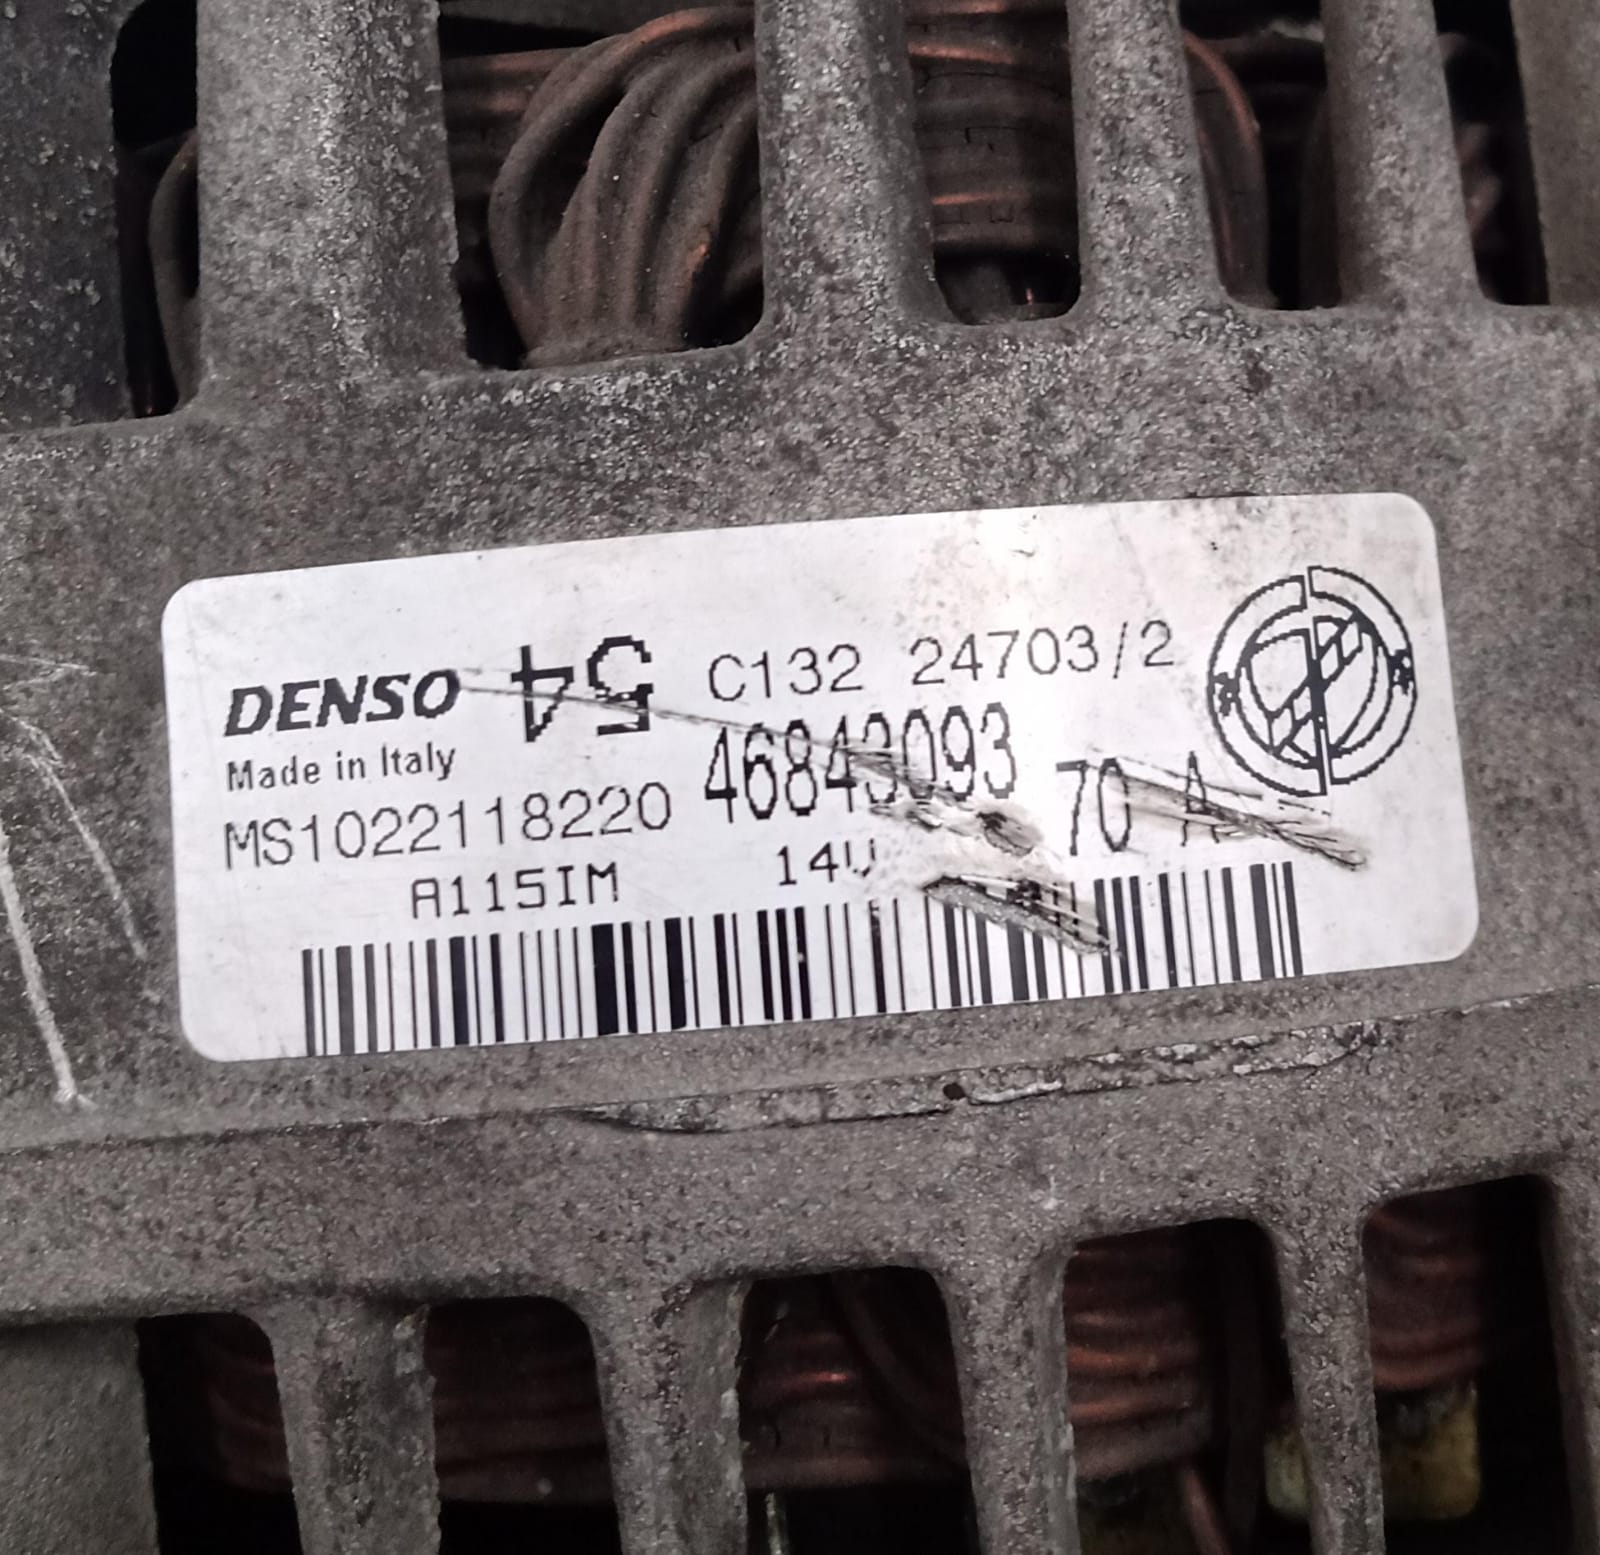 DENSO 54 C132 24703/2
Made in Italy 46843093 70 A
MS1022118220
A115IM 14V